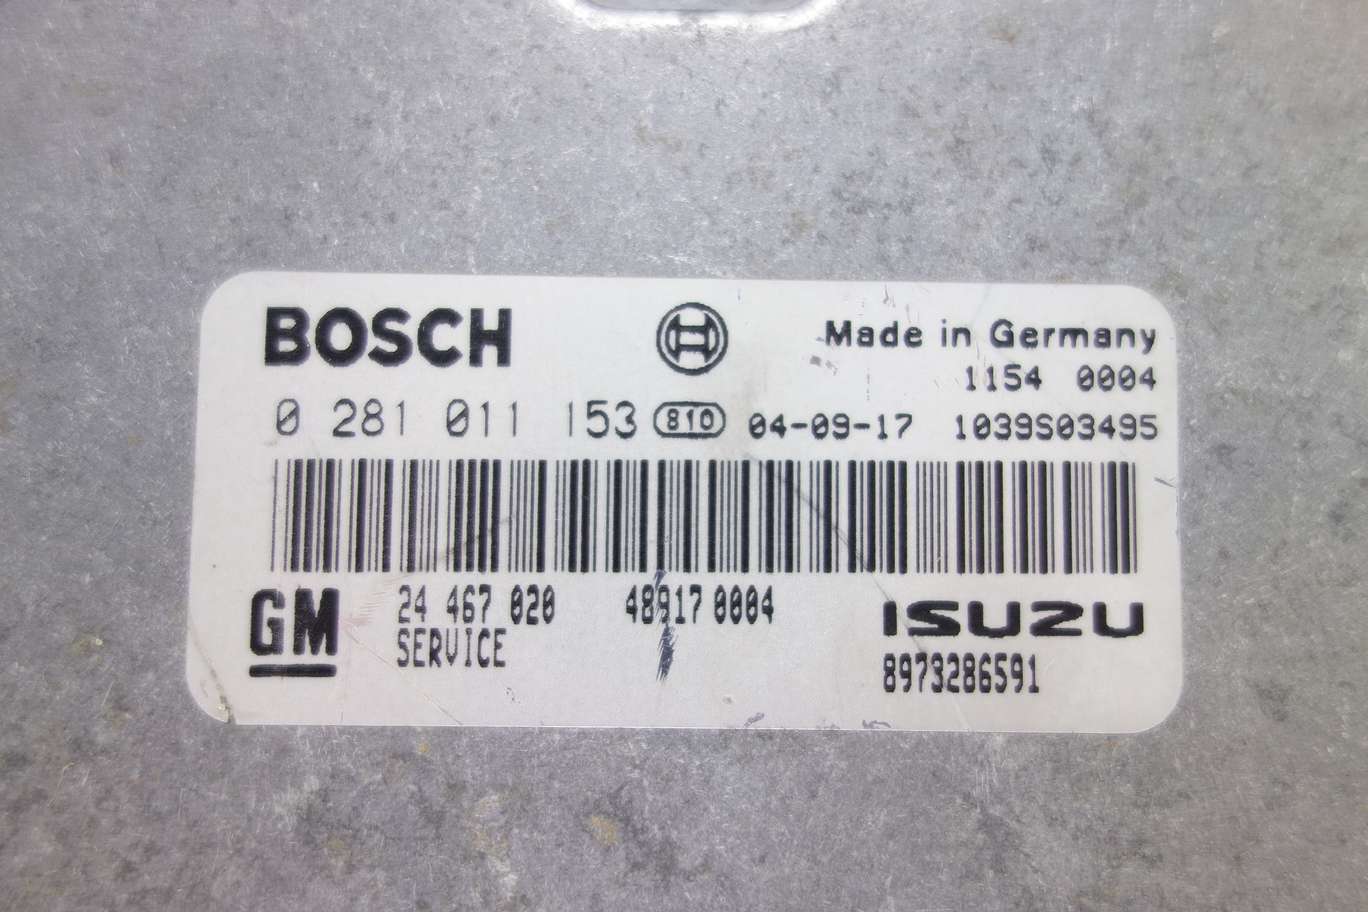 BOSCH
Made in Germany
1154 0004
0 281 011 153 810 04-09-17 1039S03495
GM 24 467 020 48917 0004 ISUZU
SERVICE 8973286591